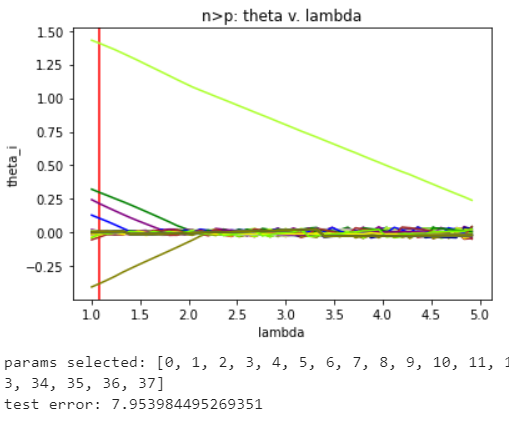 n>p: theta v. lambda
1.50
1.25
1.00
0.75
0.50
0.25
0.00
−0.25
theta_i
1.0 1.5 2.0 2.5 3.0 3.5 4.0 4.5 5.0
lambda
params selected: [0, 1, 2, 3, 4, 5, 6, 7, 8, 9, 10, 11, 1
3, 34, 35, 36, 37]
test error: 7.953984495269351